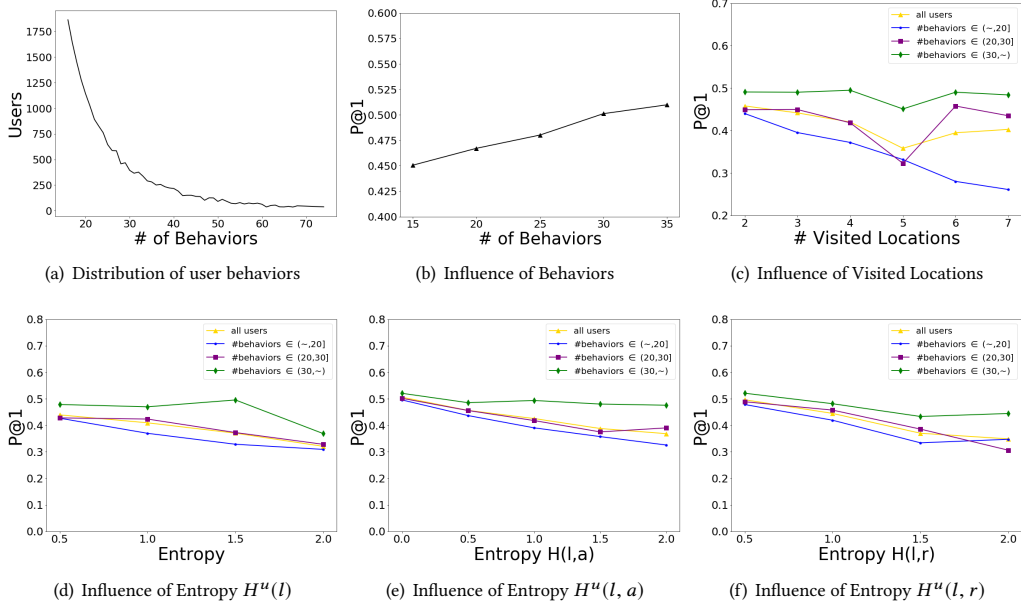 Users
1750
1500
1250
1000
750
500
250
0
20 30 40 50 60 70
# of Behaviors
(a) Distribution of user behaviors
P@1
0.600
0.575
0.550
0.525
0.500
0.475
0.450
0.425
0.400
15 20 25 30 35
# of Behaviors
(b) Influence of Behaviors
P@1
0.7
0.6
0.5
0.4
0.3
0.2
all users
#behaviors ∈ (~,20]
#behaviors ∈ (20,30]
#behaviors ∈ (30,~)
2 3 4 5 6 7
# Visited Locations
(c) Influence of Visited Locations
P@1
0.8
0.7
0.6
0.5
0.4
0.3
0.2
0.1
0.0
all users
#behaviors ∈ (~,20]
#behaviors ∈ (20,30]
#behaviors ∈ (30,~)
0.5 1.0 1.5 2.0
Entropy
(d) Influence of Entropy Hᵘ(l)
P@1
0.8
0.7
0.6
0.5
0.4
0.3
0.2
0.1
0.0
all users
#behaviors ∈ (~,20]
#behaviors ∈ (20,30]
#behaviors ∈ (30,~)
0.0 0.5 1.0 1.5 2.0
Entropy H(l,a)
(e) Influence of Entropy Hᵘ(l, a)
P@1
0.8
0.7
0.6
0.5
0.4
0.3
0.2
0.1
0.0
all users
#behaviors ∈ (~,20]
#behaviors ∈ (20,30]
#behaviors ∈ (30,~)
0.5 1.0 1.5 2.0
Entropy H(l,r)
(f) Influence of Entropy Hᵘ(l, r)